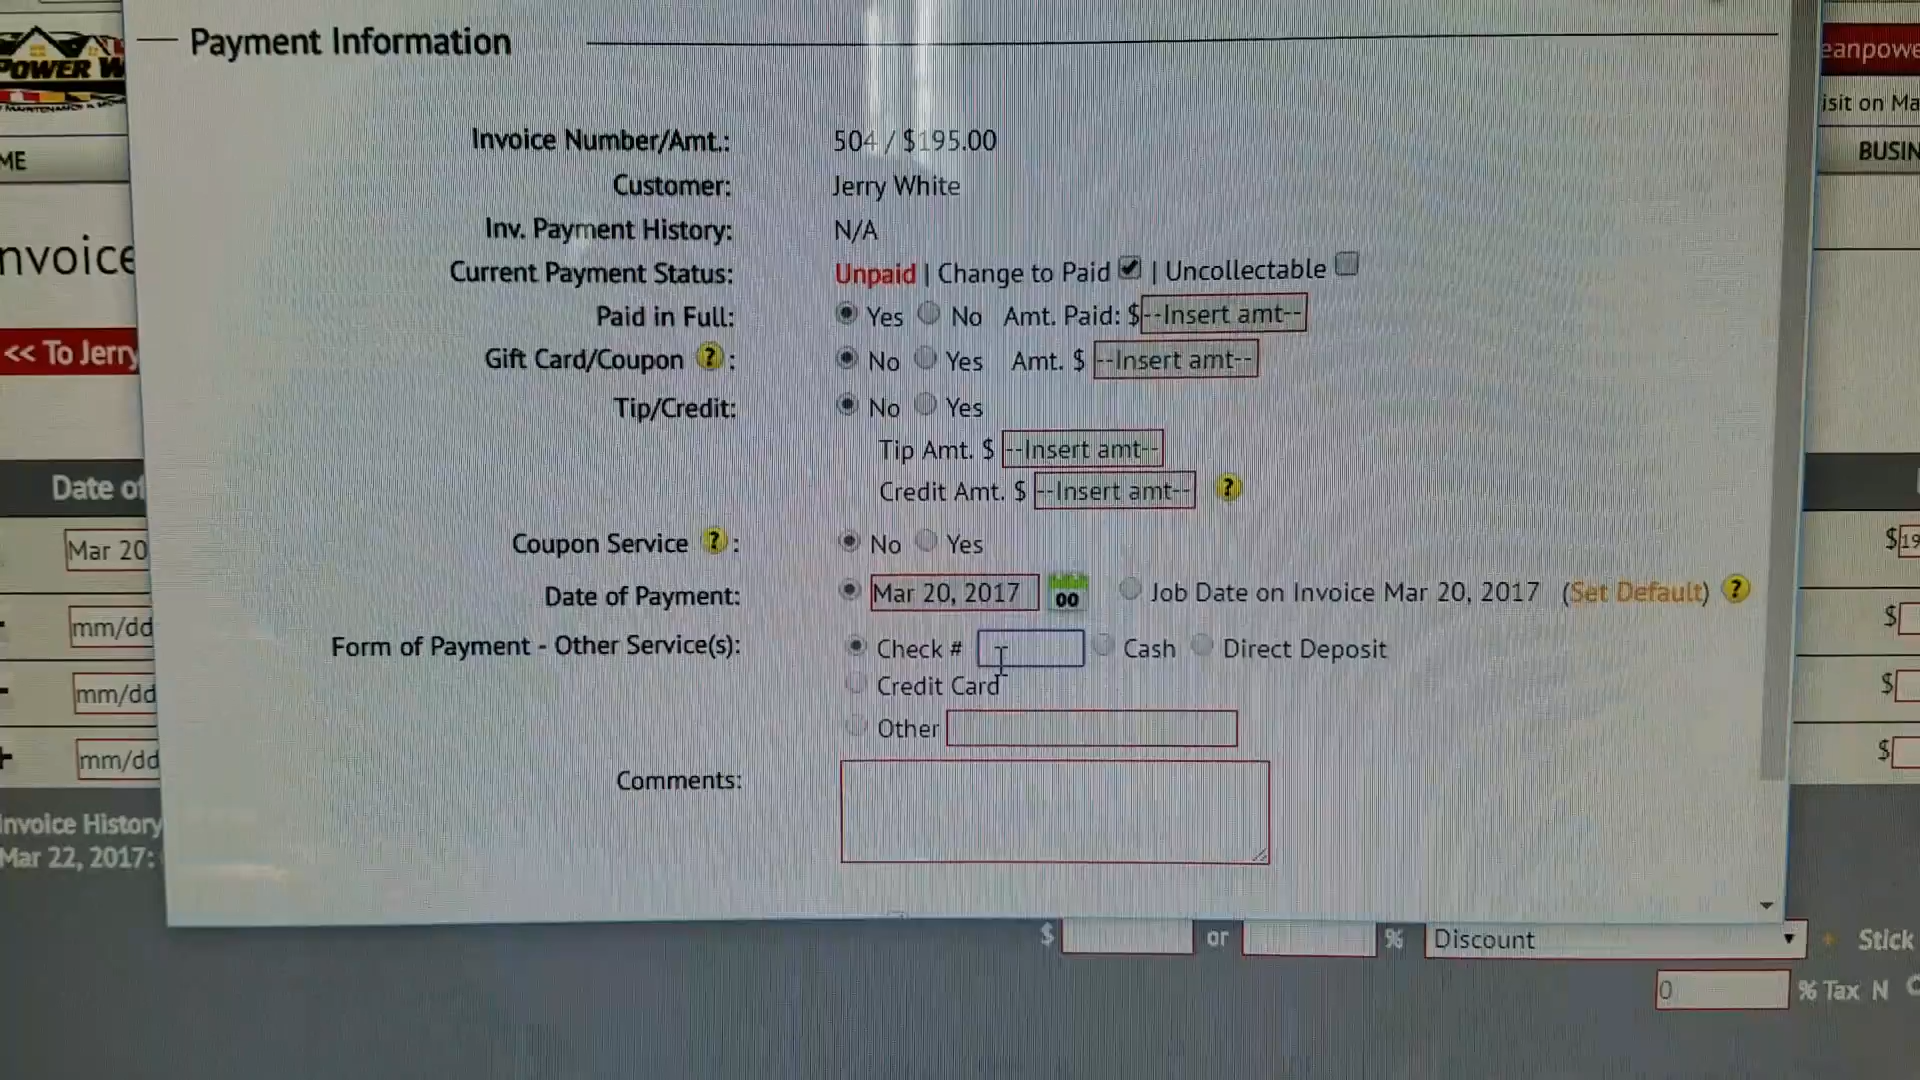 Payment Information
POWER W
eanpowe
isit on Ma
ME
BUSIN
Invoice Number/Amt.: 504 / $195.00
Customer: Jerry White
Inv. Payment History: N/A
nvoice
Current Payment Status: Unpaid | Change to Paid | Uncollectable
Paid in Full: Yes No Amt. Paid: $ --Insert amt--
<< To Jerry
Gift Card/Coupon ? : No Yes Amt. $ --Insert amt--
Tip/Credit: No Yes
Tip Amt. $ --Insert amt--
Credit Amt. $ --Insert amt-- ?
Date of
Coupon Service ? : No Yes
Mar 20
$19
Date of Payment: Mar 20, 2017 00 Job Date on Invoice Mar 20, 2017 (Set Default) ?
mm/dd
$
Form of Payment - Other Service(s): Check # Cash Direct Deposit
Credit Card
mm/dd
$
Other
mm/dd
$
Comments:
Invoice History
Mar 22, 2017:
$ or % Discount Stick
0 % Tax N